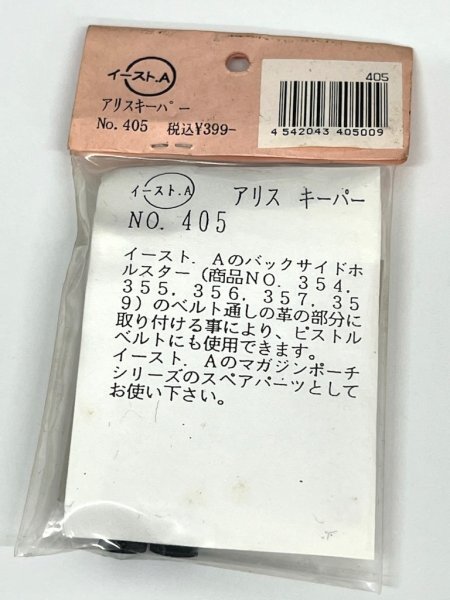 イースト.A
405
アリスキーパー
No. 405 税込¥399-
4 542043 405009
イースト.A アリス キーパー
NO. 405
イースト．Aのバックサイドホ
ルスター（商品NO．354．
355．356．357．35
9）のベルト通しの革の部分に
取り付ける事により、ピストル
ベルトにも使用できます。
イースト．Aのマガジンポーチ
シリーズのスペアパーツとして
お使い下さい。